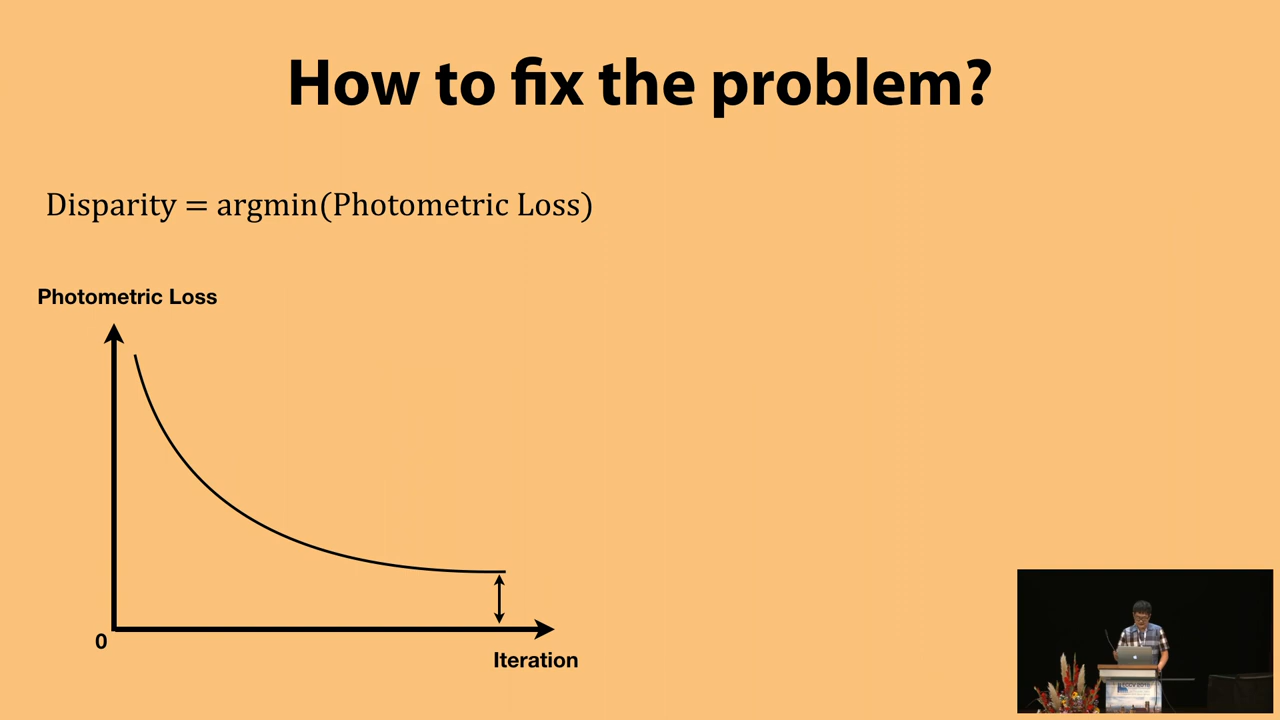 How to fix the problem?
Disparity = argmin(Photometric Loss)
Photometric Loss
0
Iteration